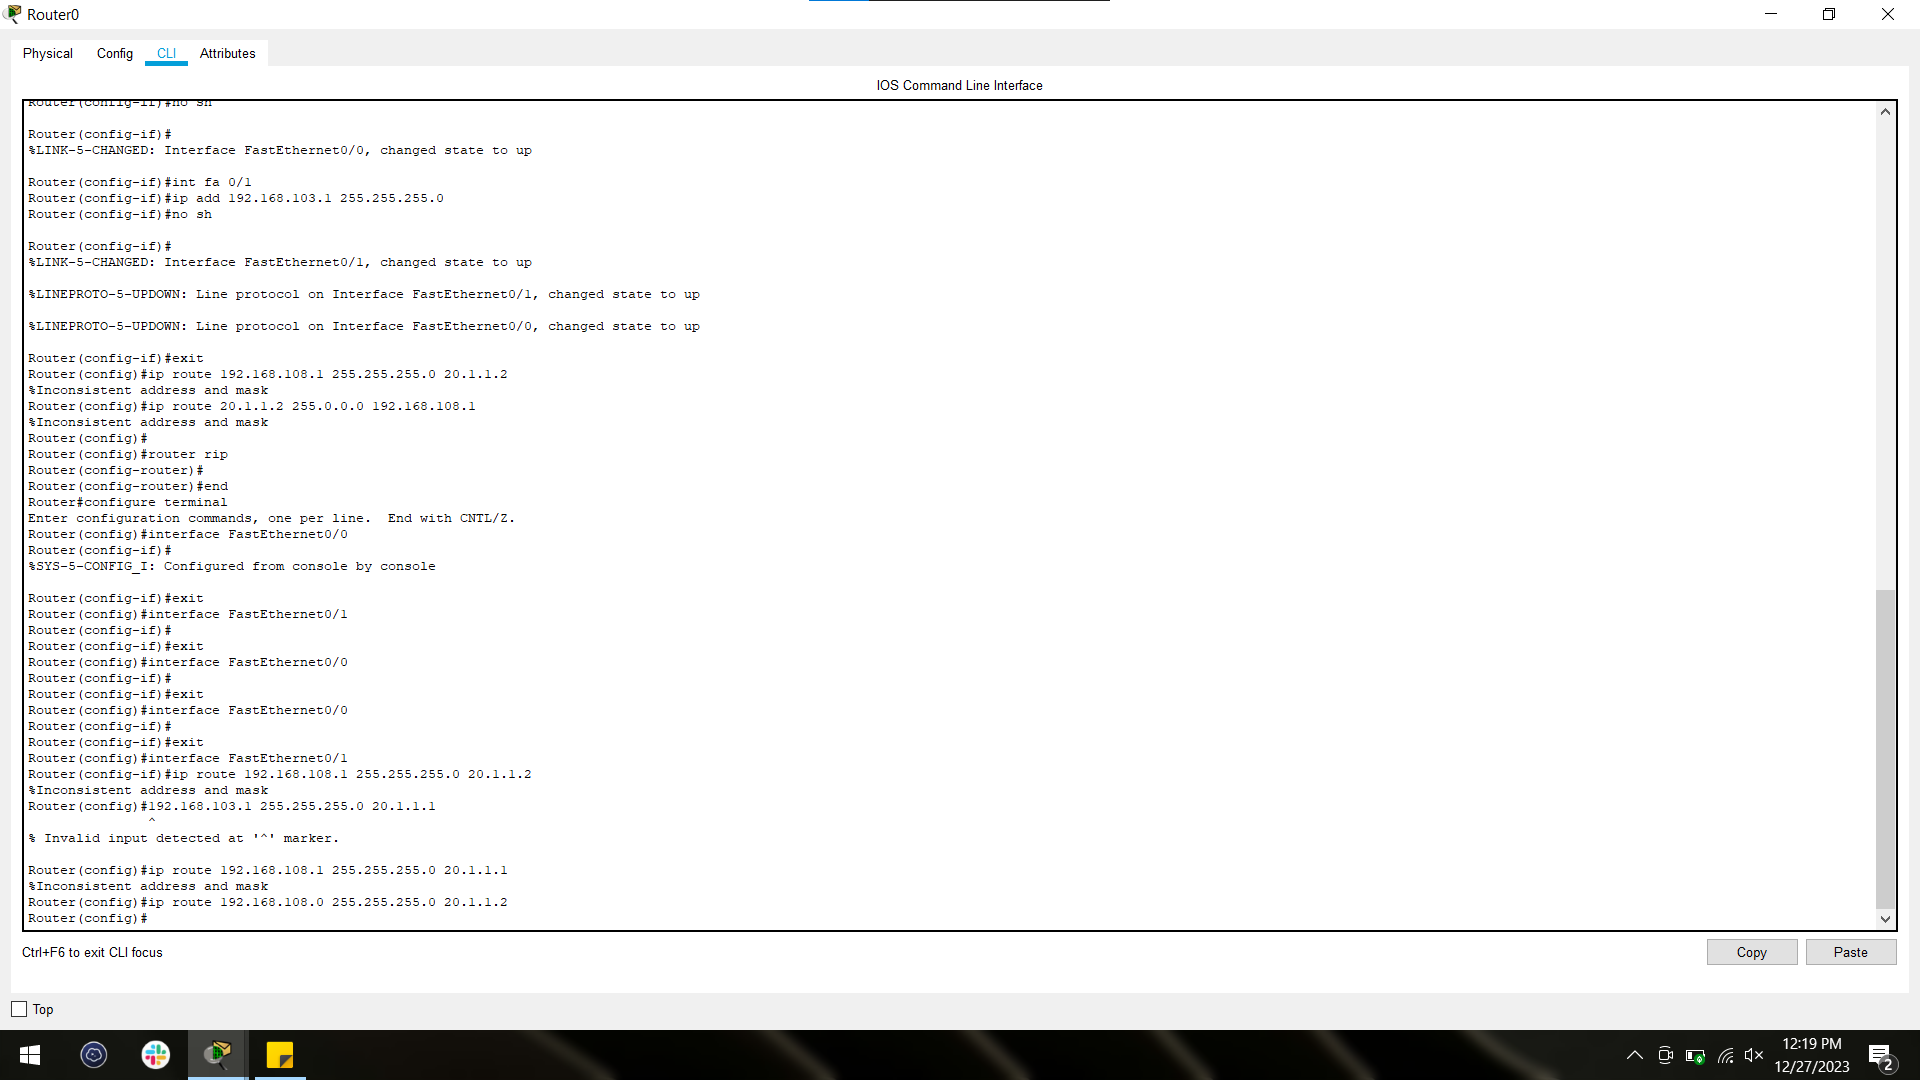 Router0
Physical Config CLI Attributes
IOS Command Line Interface
Router(config-if)#no sh
Router(config-if)#
%LINK-5-CHANGED: Interface FastEthernet0/0, changed state to up
Router(config-if)#int fa 0/1
Router(config-if)#ip add 192.168.103.1 255.255.255.0
Router(config-if)#no sh
Router(config-if)#
%LINK-5-CHANGED: Interface FastEthernet0/1, changed state to up
%LINEPROTO-5-UPDOWN: Line protocol on Interface FastEthernet0/1, changed state to up
%LINEPROTO-5-UPDOWN: Line protocol on Interface FastEthernet0/0, changed state to up
Router(config-if)#exit
Router(config)#ip route 192.168.108.1 255.255.255.0 20.1.1.2
%Inconsistent address and mask
Router(config)#ip route 20.1.1.2 255.0.0.0 192.168.108.1
%Inconsistent address and mask
Router(config)#
Router(config)#router rip
Router(config-router)#
Router(config-router)#end
Router#configure terminal
Enter configuration commands, one per line.  End with CNTL/Z.
Router(config)#interface FastEthernet0/0
Router(config-if)#
%SYS-5-CONFIG_I: Configured from console by console
Router(config-if)#exit
Router(config)#interface FastEthernet0/1
Router(config-if)#
Router(config-if)#exit
Router(config)#interface FastEthernet0/0
Router(config-if)#
Router(config-if)#exit
Router(config)#interface FastEthernet0/0
Router(config-if)#
Router(config-if)#exit
Router(config)#interface FastEthernet0/1
Router(config-if)#ip route 192.168.108.1 255.255.255.0 20.1.1.2
%Inconsistent address and mask
Router(config)#192.168.103.1 255.255.255.0 20.1.1.1
^
% Invalid input detected at '^' marker.
Router(config)#ip route 192.168.108.1 255.255.255.0 20.1.1.1
%Inconsistent address and mask
Router(config)#ip route 192.168.108.0 255.255.255.0 20.1.1.2
Router(config)#
Ctrl+F6 to exit CLI focus
Copy Paste
Top
12:19 PM
12/27/2023
2